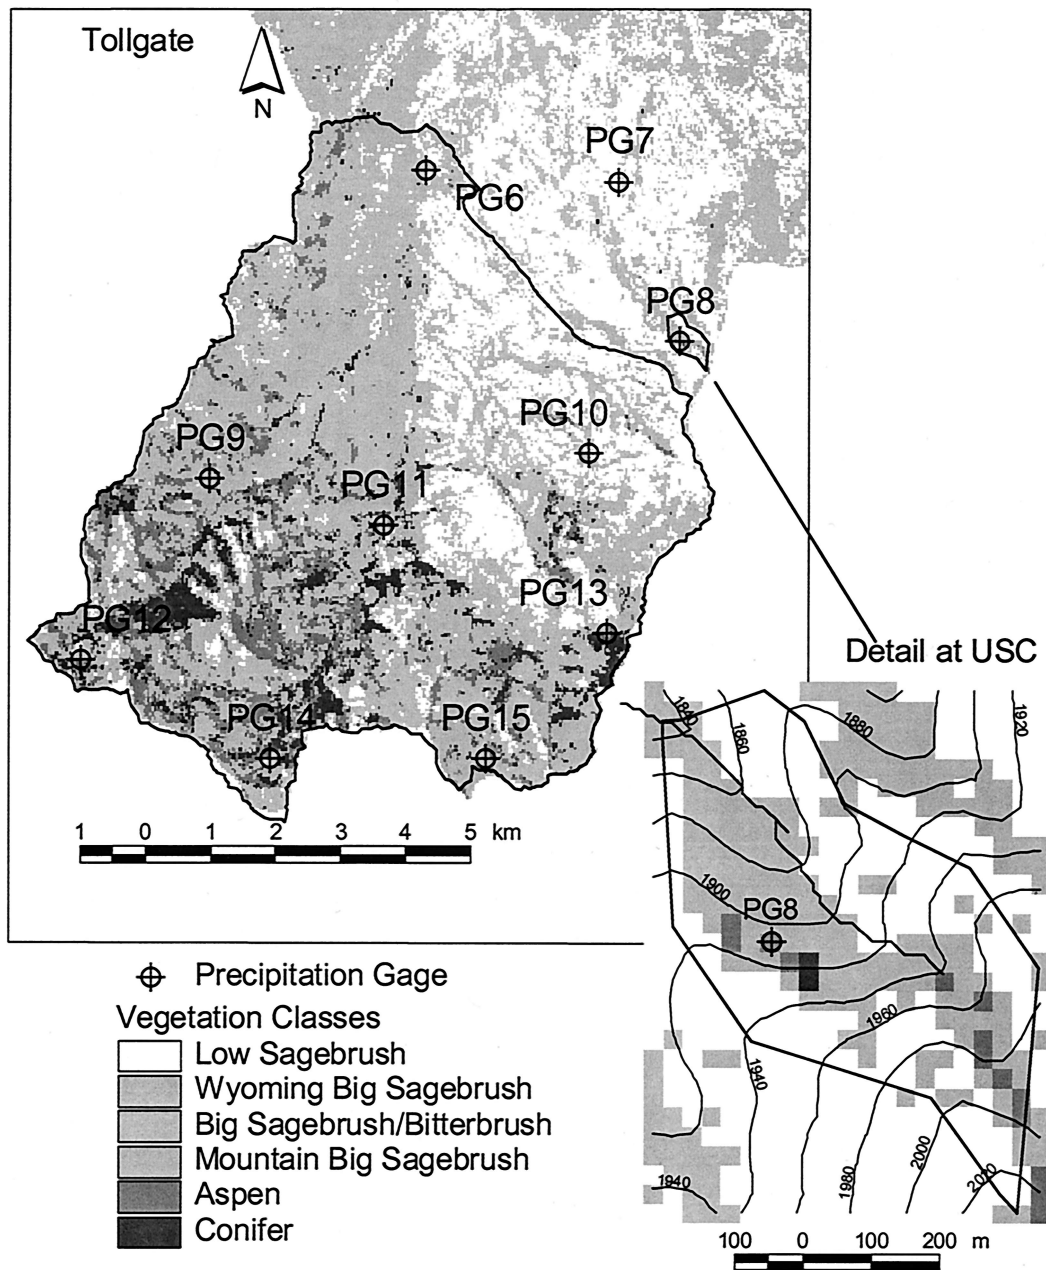 Tollgate
N
PG7
PG6
PG8
PG10
PG9
PG11
PG13
PG12
PG14
PG15
1 0 1 2 3 4 5 km
Detail at USC
1840
1860
1880
1920
1900
PG8
1960
1940
1940
1980
2000
2020
100 0 100 200 m
Precipitation Gage
Vegetation Classes
Low Sagebrush
Wyoming Big Sagebrush
Big Sagebrush/Bitterbrush
Mountain Big Sagebrush
Aspen
Conifer